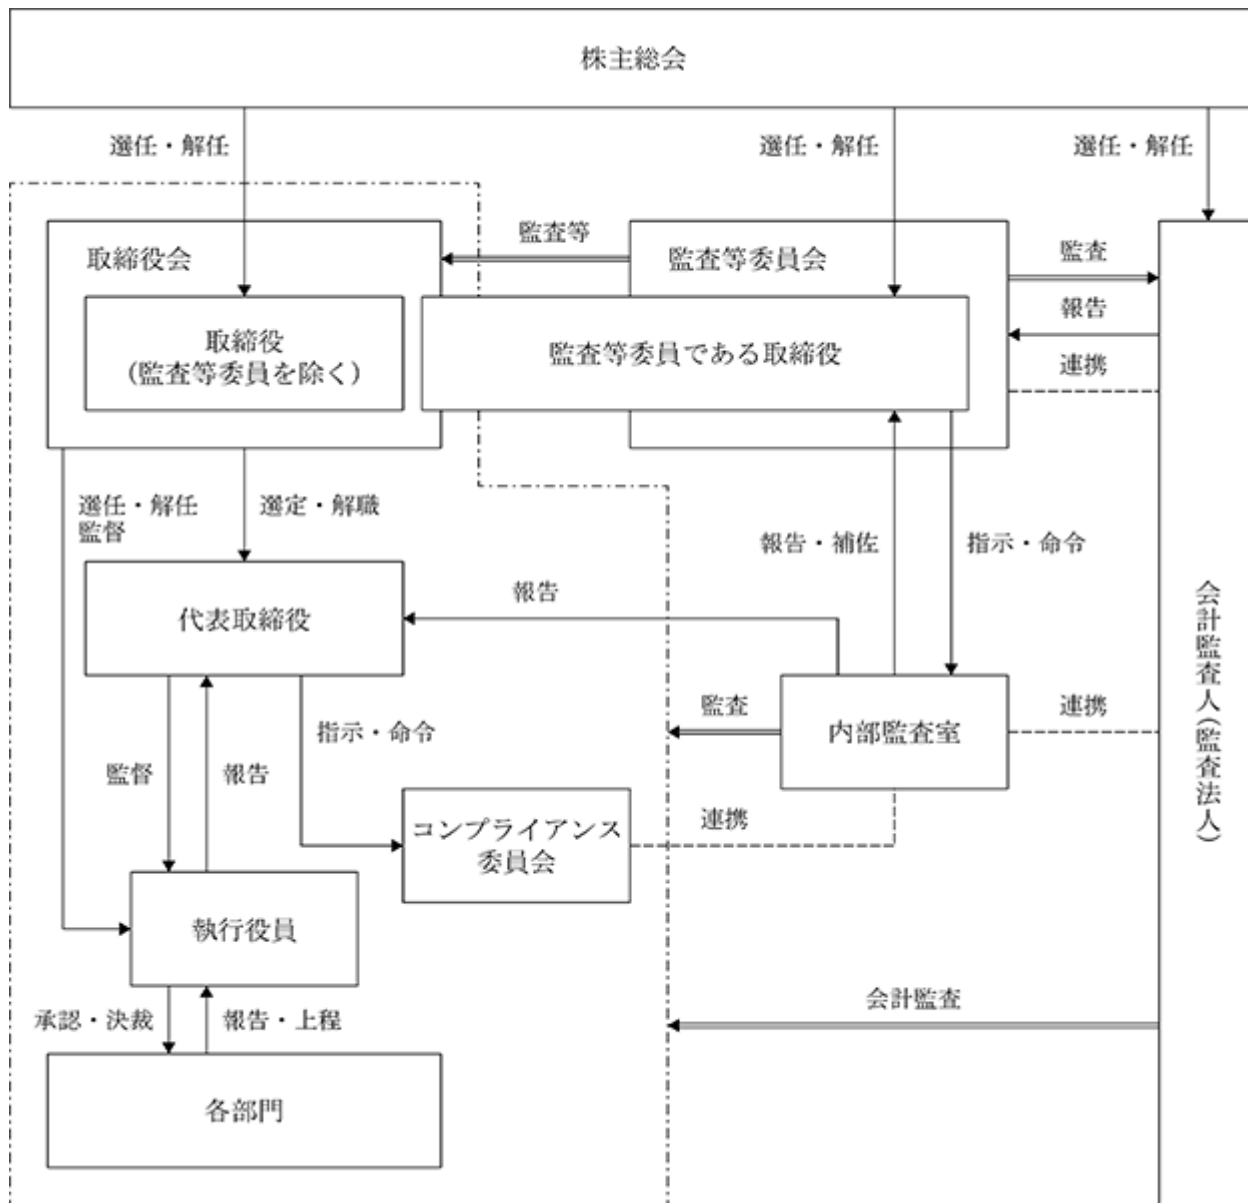 株主総会
選任・解任
選任・解任
選任・解任
監査等
取締役会
監査等委員会
監査
取締役
(監査等委員を除く)
監査等委員である取締役
報告
連携
選任・解任
監督
選定・解職
報告・補佐
指示・命令
代表取締役
報告
会計監査人(監査法人)
監査
内部監査室
連携
指示・命令
監督
報告
コンプライアンス
委員会
連携
執行役員
会計監査
承認・決裁
報告・上程
各部門